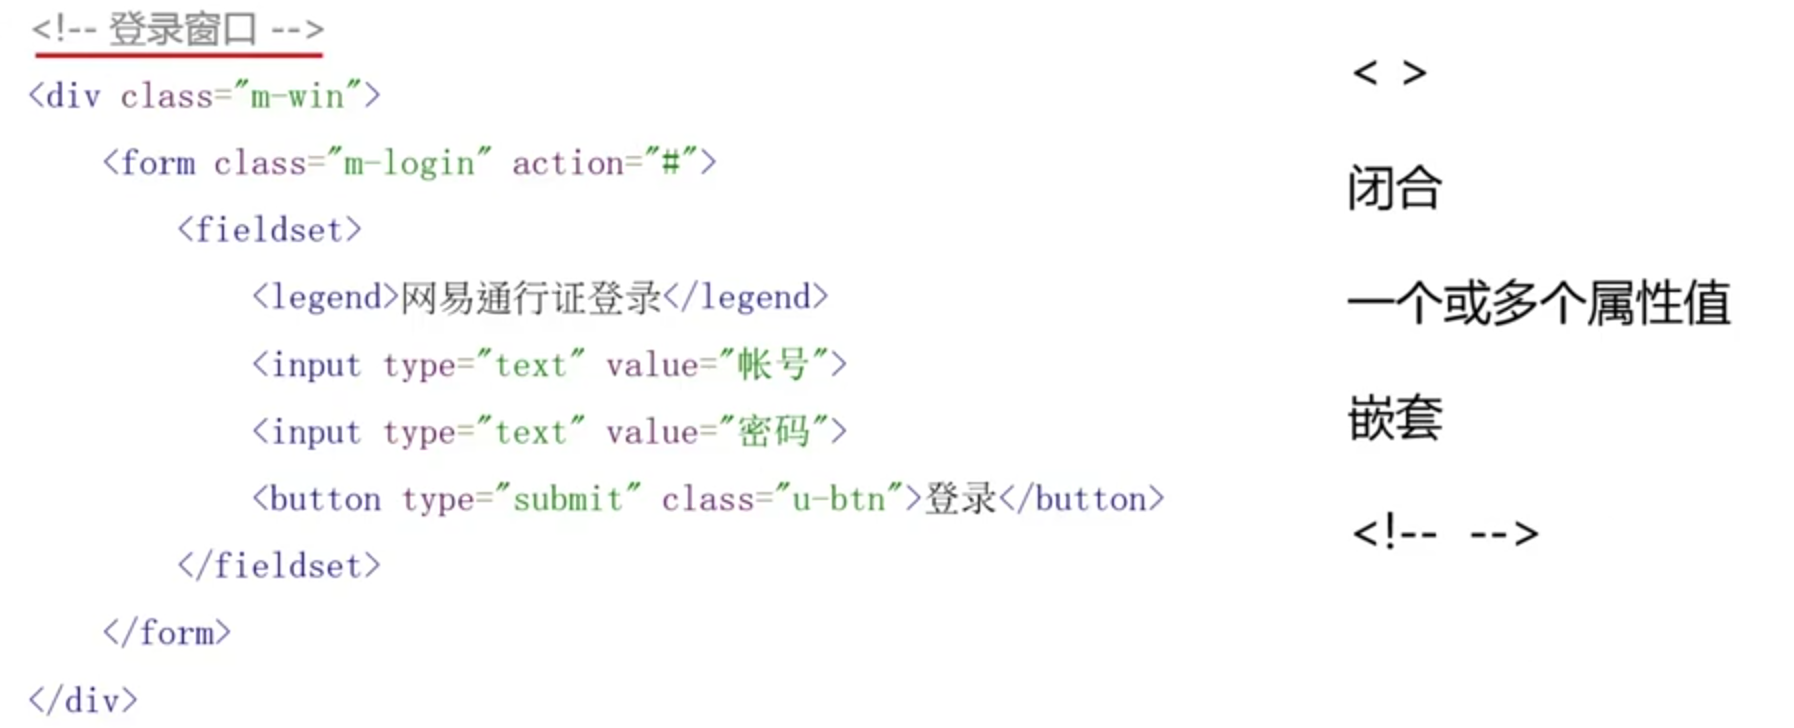 <!-- 登录窗口 -->
<div class="m-win">
<form class="m-login" action="#">
<fieldset>
<legend>网易通行证登录</legend>
<input type="text" value="帐号">
<input type="text" value="密码">
<button type="submit" class="u-btn">登录</button>
</fieldset>
</form>
</div>
< >
闭合
一个或多个属性值
嵌套
<!-- -->